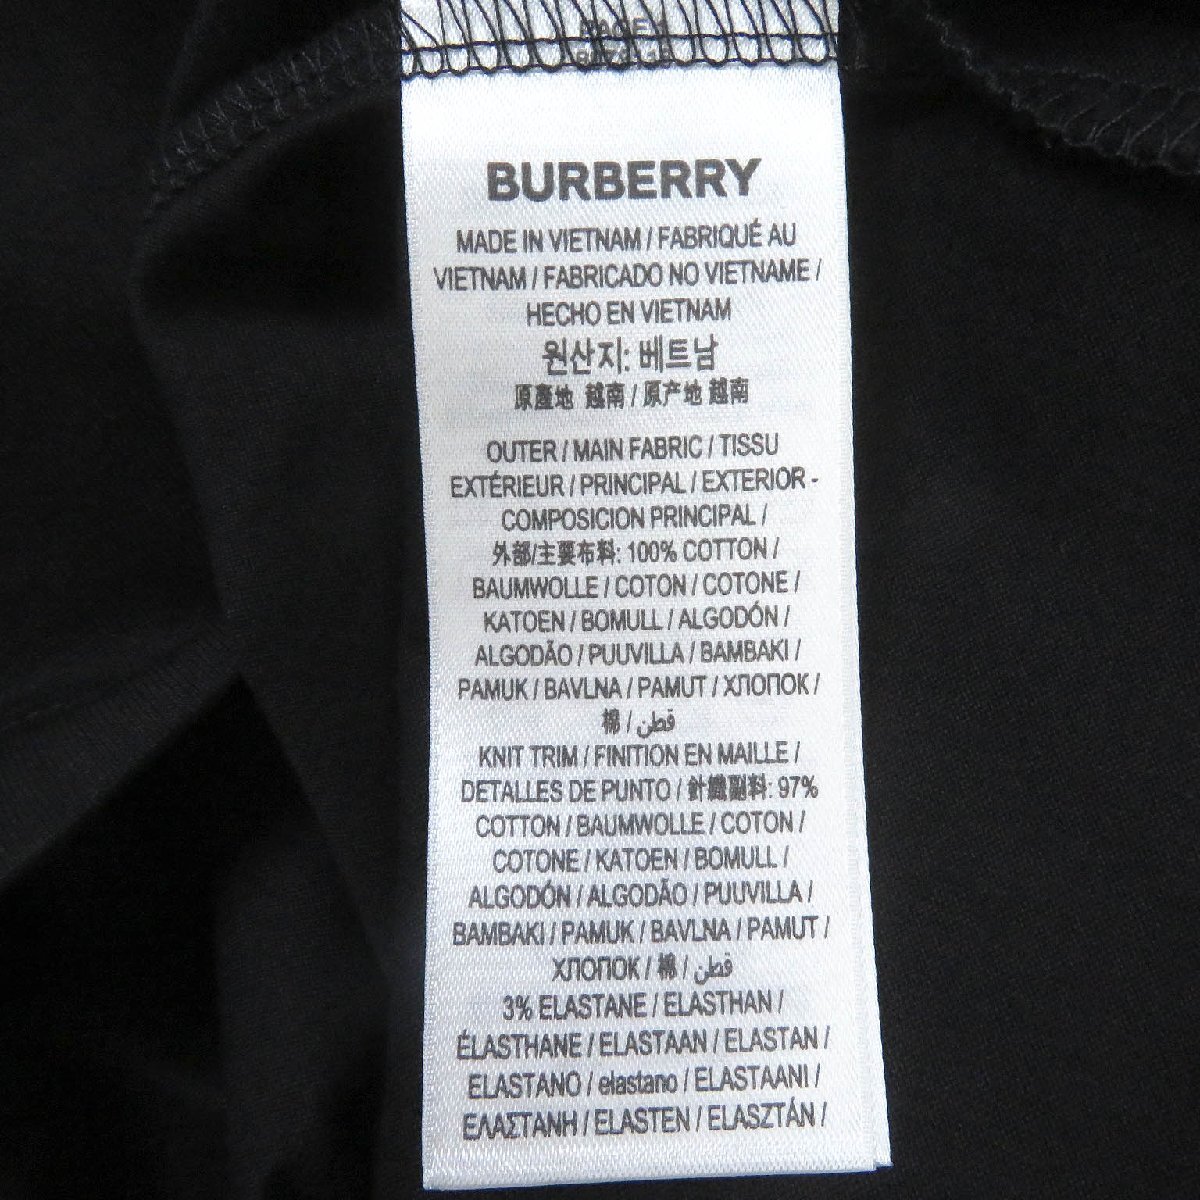 BURBERRY
MADE IN VIETNAM / FABRIQUÉ AU
VIETNAM / FABRICADO NO VIETNAME /
HECHO EN VIETNAM
원산지: 베트남
原產地 越南 / 原产地 越南
OUTER / MAIN FABRIC / TISSU
EXTÉRIEUR / PRINCIPAL / EXTERIOR -
COMPOSICION PRINCIPAL /
外部/主要布料: 100% COTTON /
BAUMWOLLE / COTON / COTONE /
KATOEN / BOMULL / ALGODÓN /
ALGODÃO / PUUVILLA / BAMBAKI /
PAMUK / BAVLNA / PAMUT / ХЛОПОК /
棉 / قطن
KNIT TRIM / FINITION EN MAILLE /
DETALLES DE PUNTO / 針織副料: 97%
COTTON / BAUMWOLLE / COTON /
COTONE / KATOEN / BOMULL /
ALGODÓN / ALGODÃO / PUUVILLA /
BAMBAKI / PAMUK / BAVLNA / PAMUT /
ХЛОПОК / 棉 / قطن
3% ELASTANE / ELASTHAN /
ÉLASTHANE / ELASTAAN / ELASTAN /
ELASTANO / elastano / ELASTAANI /
ΕΛΑΣΤΑΝΗ / ELASTEN / ELASZTÁN /